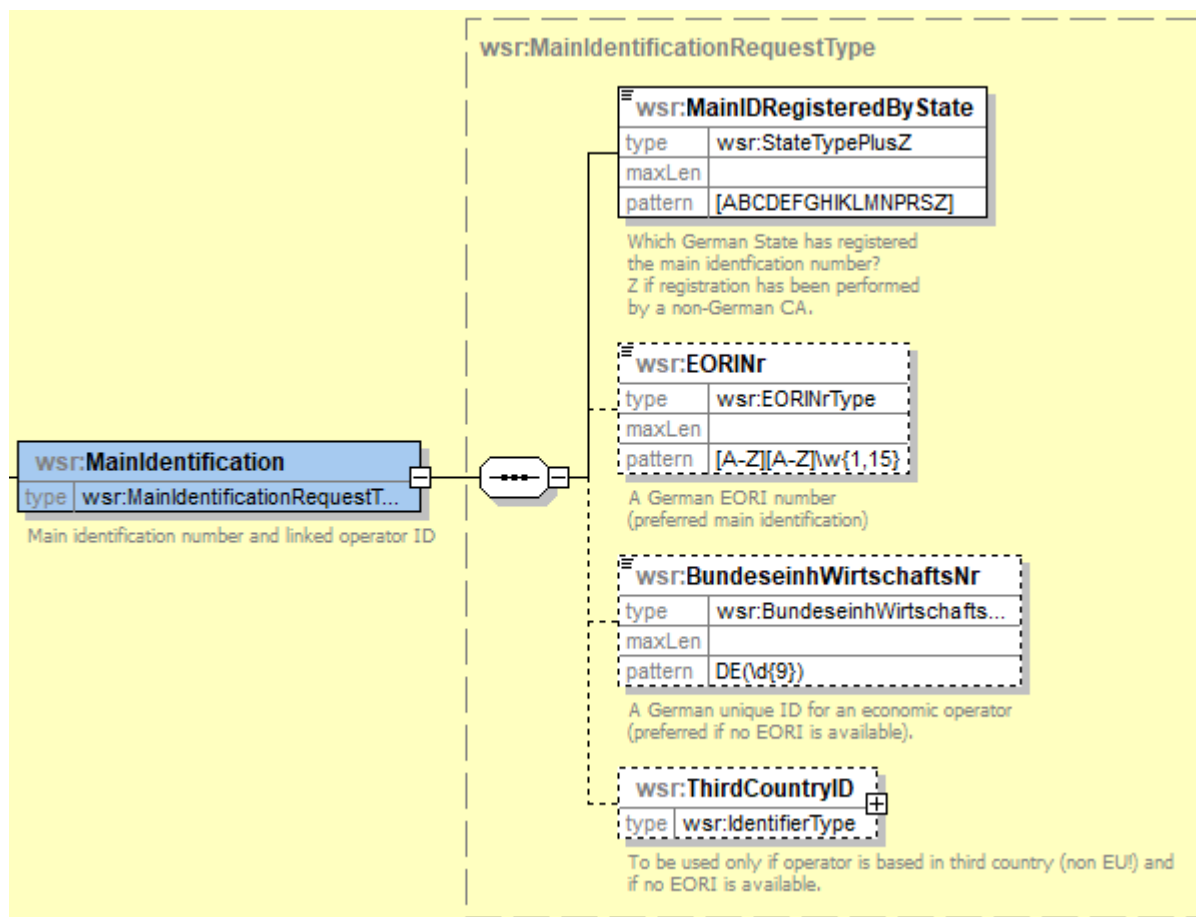 wsr:MainIdentificationRequestType
wsr:MainIDRegisteredByState
type wsr:StateTypePlusZ
maxLen
pattern [ABCDEFGHIKLMNPRSZ]
Which German State has registered
the main identfication number?
Z if registration has been performed
by a non-German CA.
wsr:EORINr
type wsr:EORINrType
maxLen
pattern [A-Z][A-Z]\w{1,15}
A German EORI number
(preferred main identification)
wsr:MainIdentification
type wsr:MainIdentificationRequestT...
Main identification number and linked operator ID
wsr:BundeseinhWirtschaftsNr
type wsr:BundeseinhWirtschafts...
maxLen
pattern DE(\d{9})
A German unique ID for an economic operator
(preferred if no EORI is available).
wsr:ThirdCountryID
type wsr:IdentifierType
To be used only if operator is based in third country (non EU!) and
if no EORI is available.